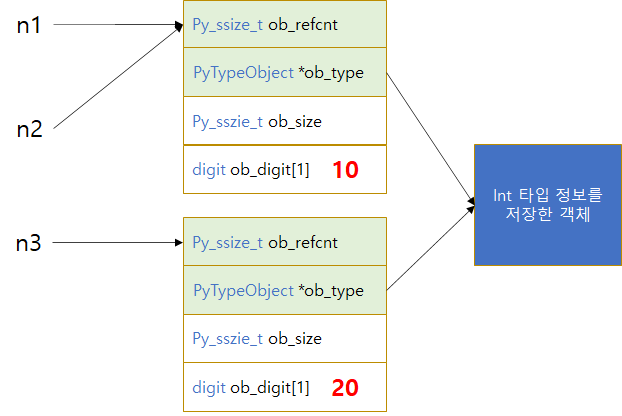 n1
n2
Py_ssize_t ob_refcnt
PyTypeObject *ob_type
Py_sszie_t ob_size
digit ob_digit[1] 10
n3
Py_ssize_t ob_refcnt
PyTypeObject *ob_type
Py_sszie_t ob_size
digit ob_digit[1] 20
Int 타입 정보를
저장한 객체